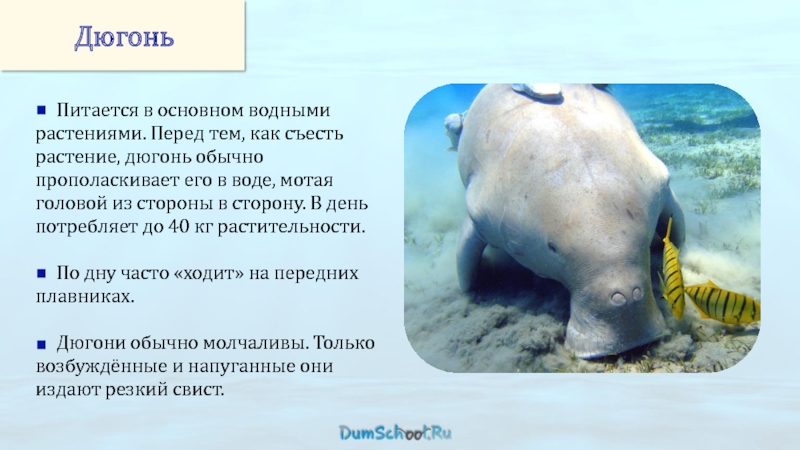 Дюгонь
▪ Питается в основном водными
растениями. Перед тем, как съесть
растение, дюгонь обычно
прополаскивает его в воде, мотая
головой из стороны в сторону. В день
потребляет до 40 кг растительности.
▪ По дну часто «ходит» на передних
плавниках.
▪ Дюгони обычно молчаливы. Только
возбуждённые и напуганные они
издают резкий свист.
DumSchool.Ru